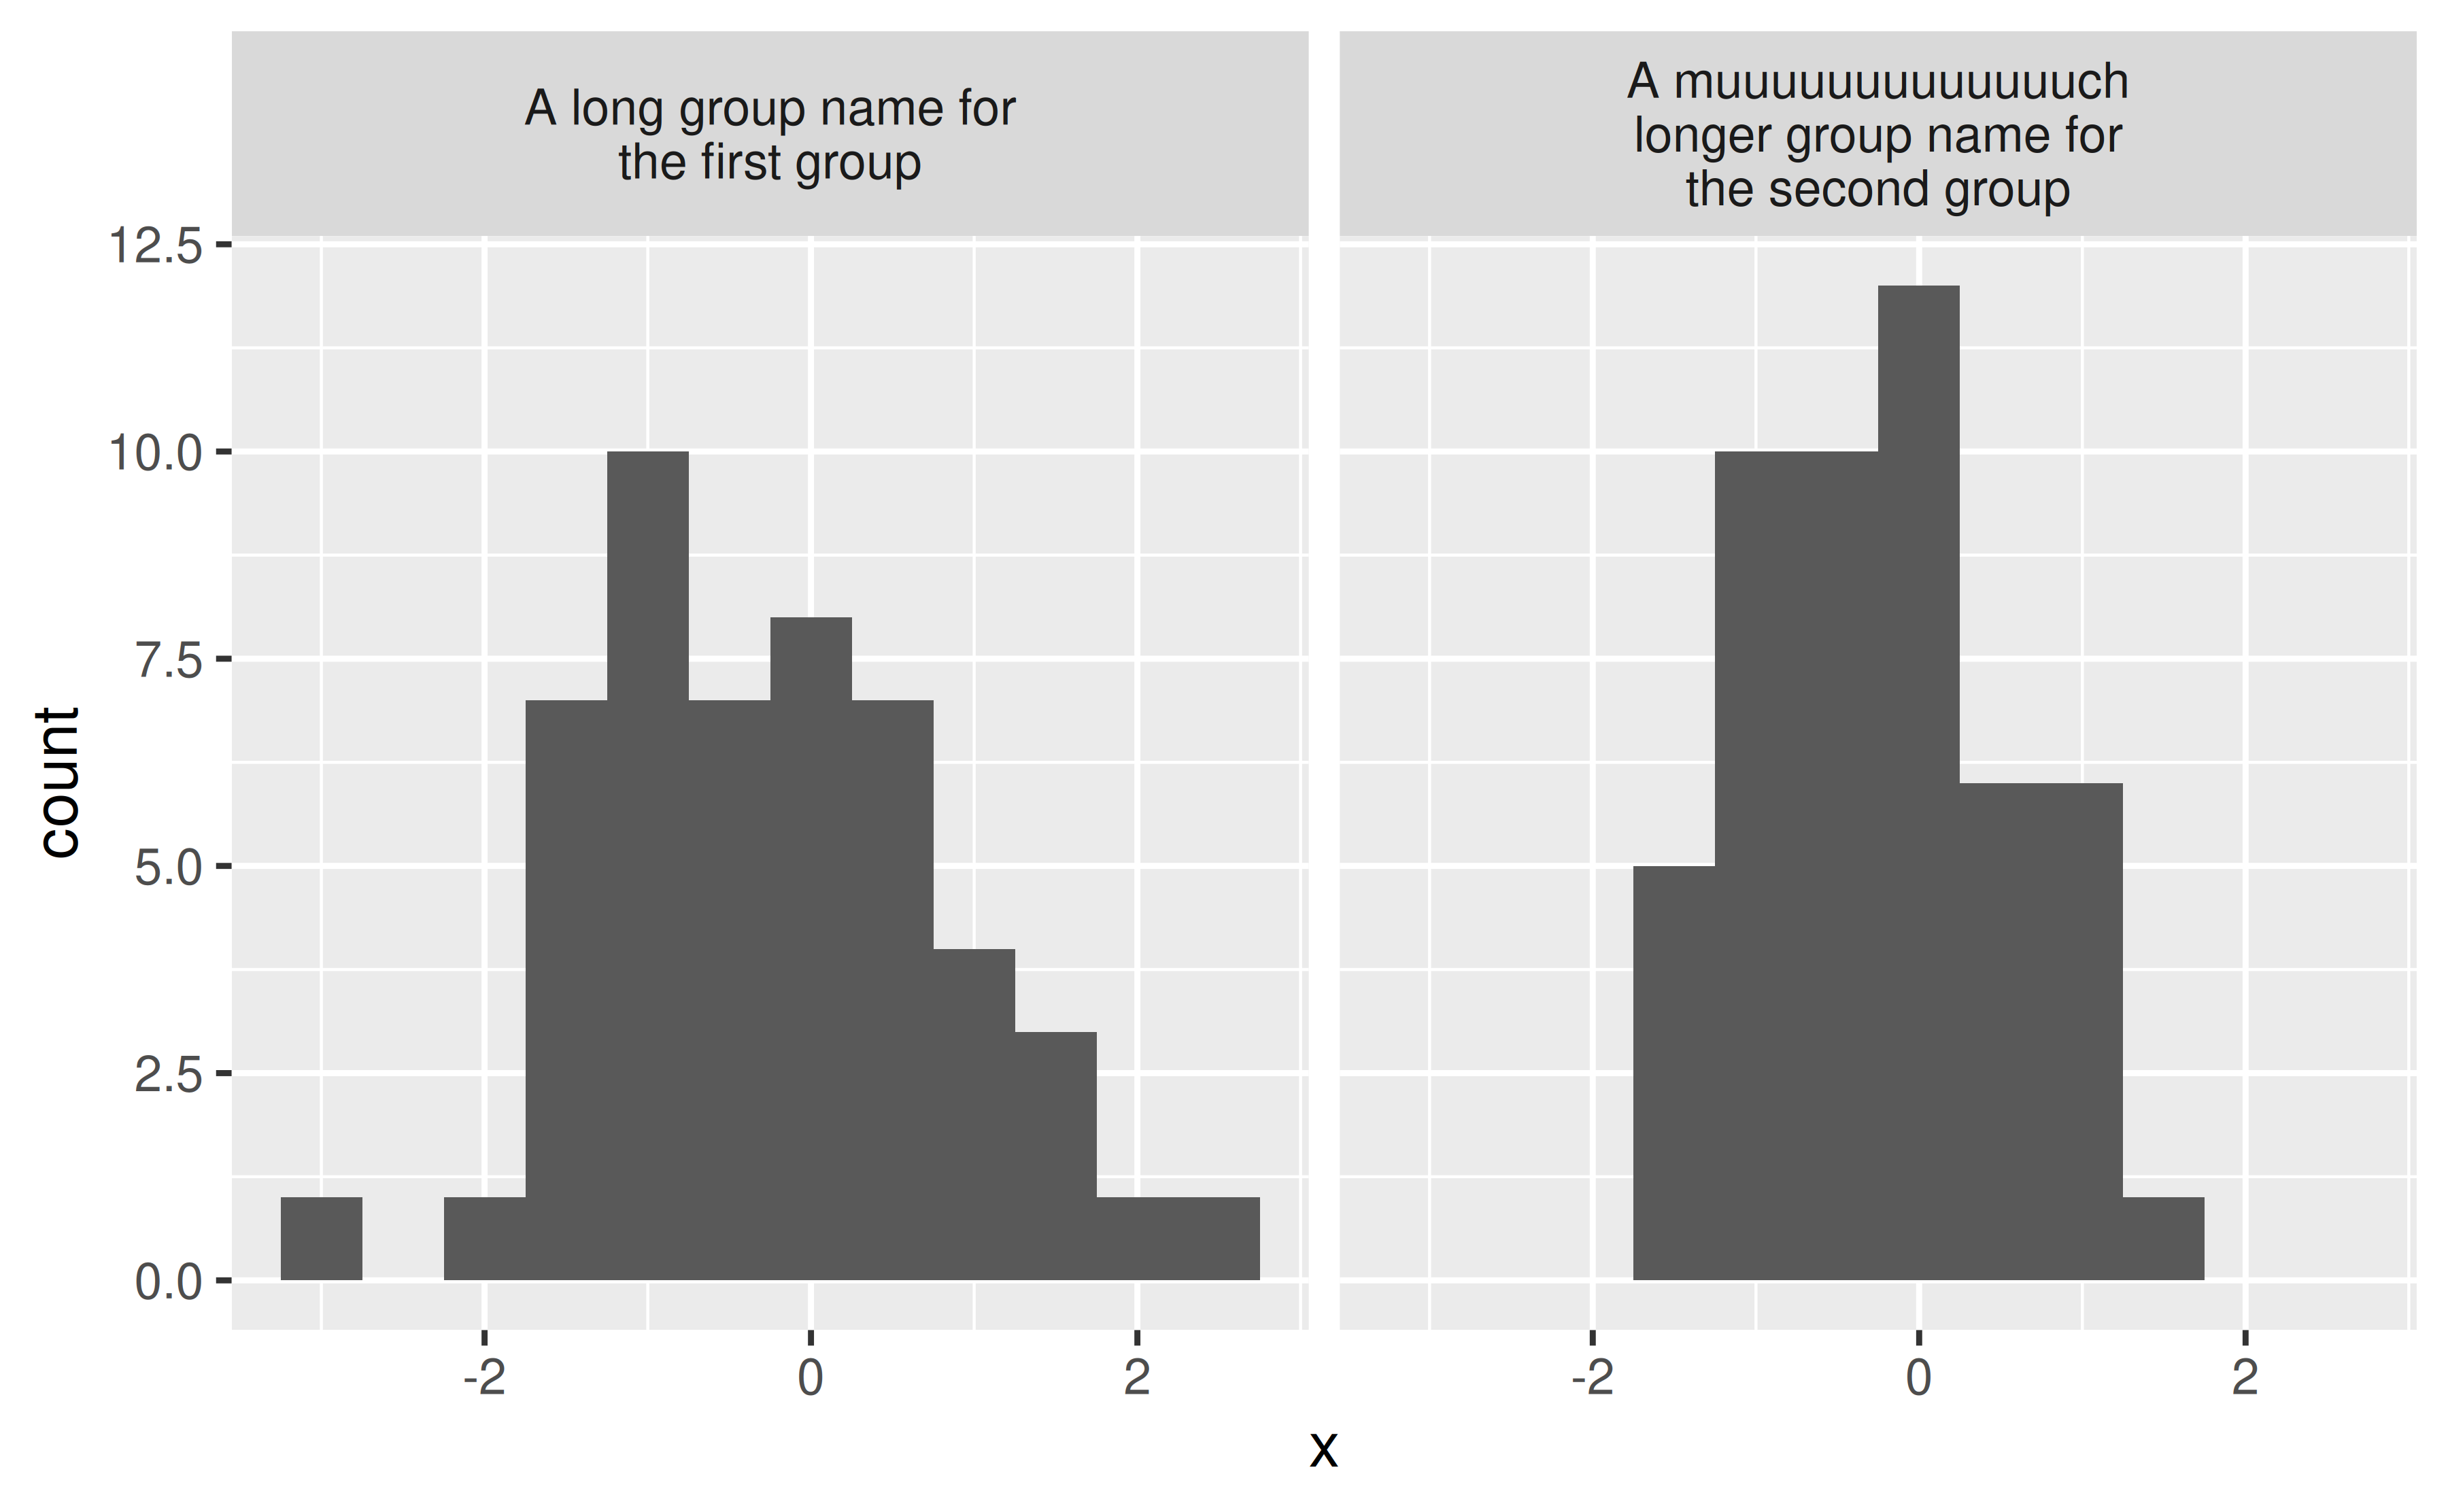 A long group name for
the first group
A muuuuuuuuuuuuuch
longer group name for
the second group
12.5
10.0
7.5
5.0
2.5
0.0
count
-2
0
2
-2
0
2
x